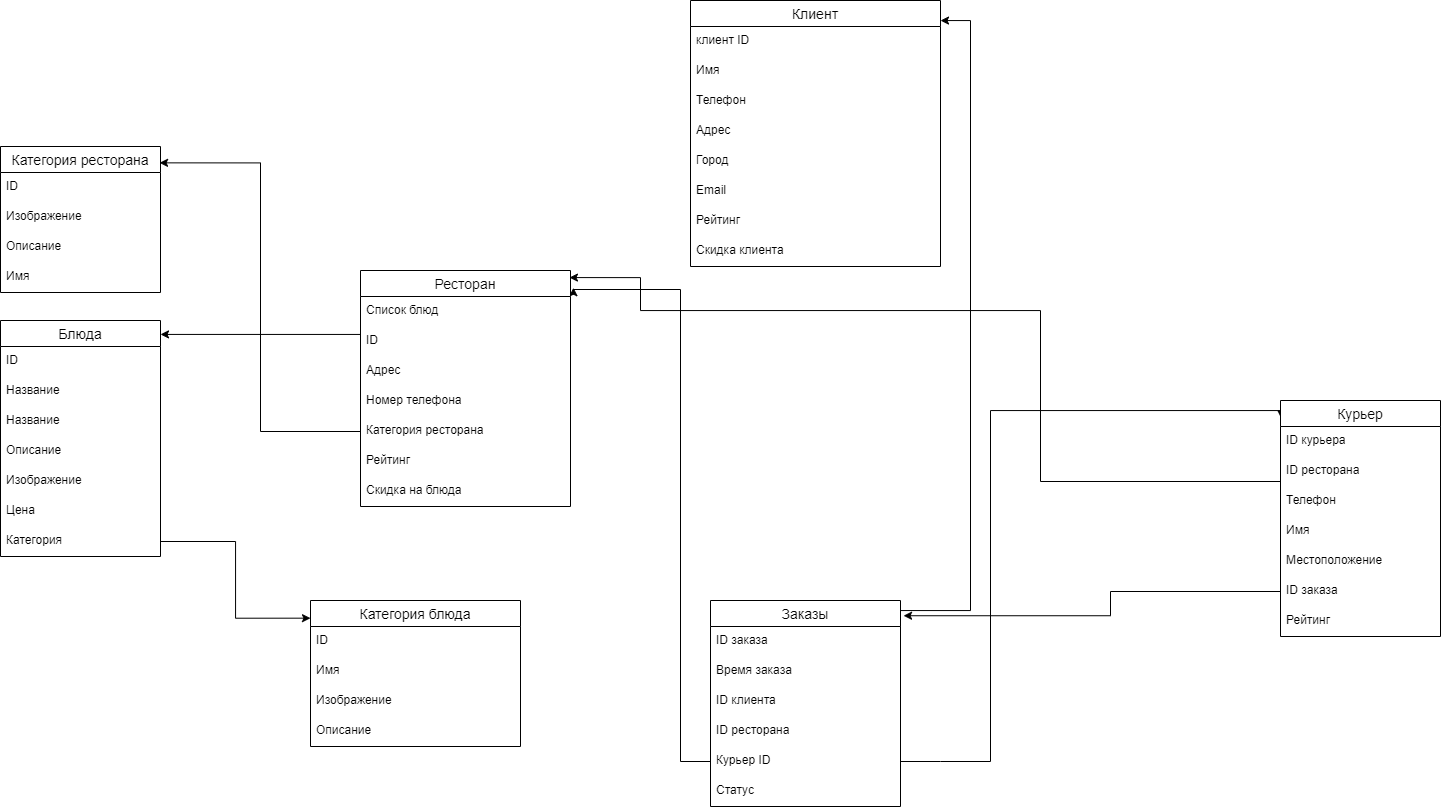 Клиент
клиент ID
Имя
Телефон
Адрес
Город
Email
Рейтинг
Скидка клиента
Категория ресторана
ID
Изображение
Описание
Имя
Ресторан
Список блюд
ID
Адрес
Номер телефона
Категория ресторана
Рейтинг
Скидка на блюда
Блюда
ID
Название
Название
Описание
Изображение
Цена
Категория
Курьер
ID курьера
ID ресторана
Телефон
Имя
Местоположение
ID заказа
Рейтинг
Категория блюда
ID
Имя
Изображение
Описание
Заказы
ID заказа
Время заказа
ID клиента
ID ресторана
Курьер ID
Статус